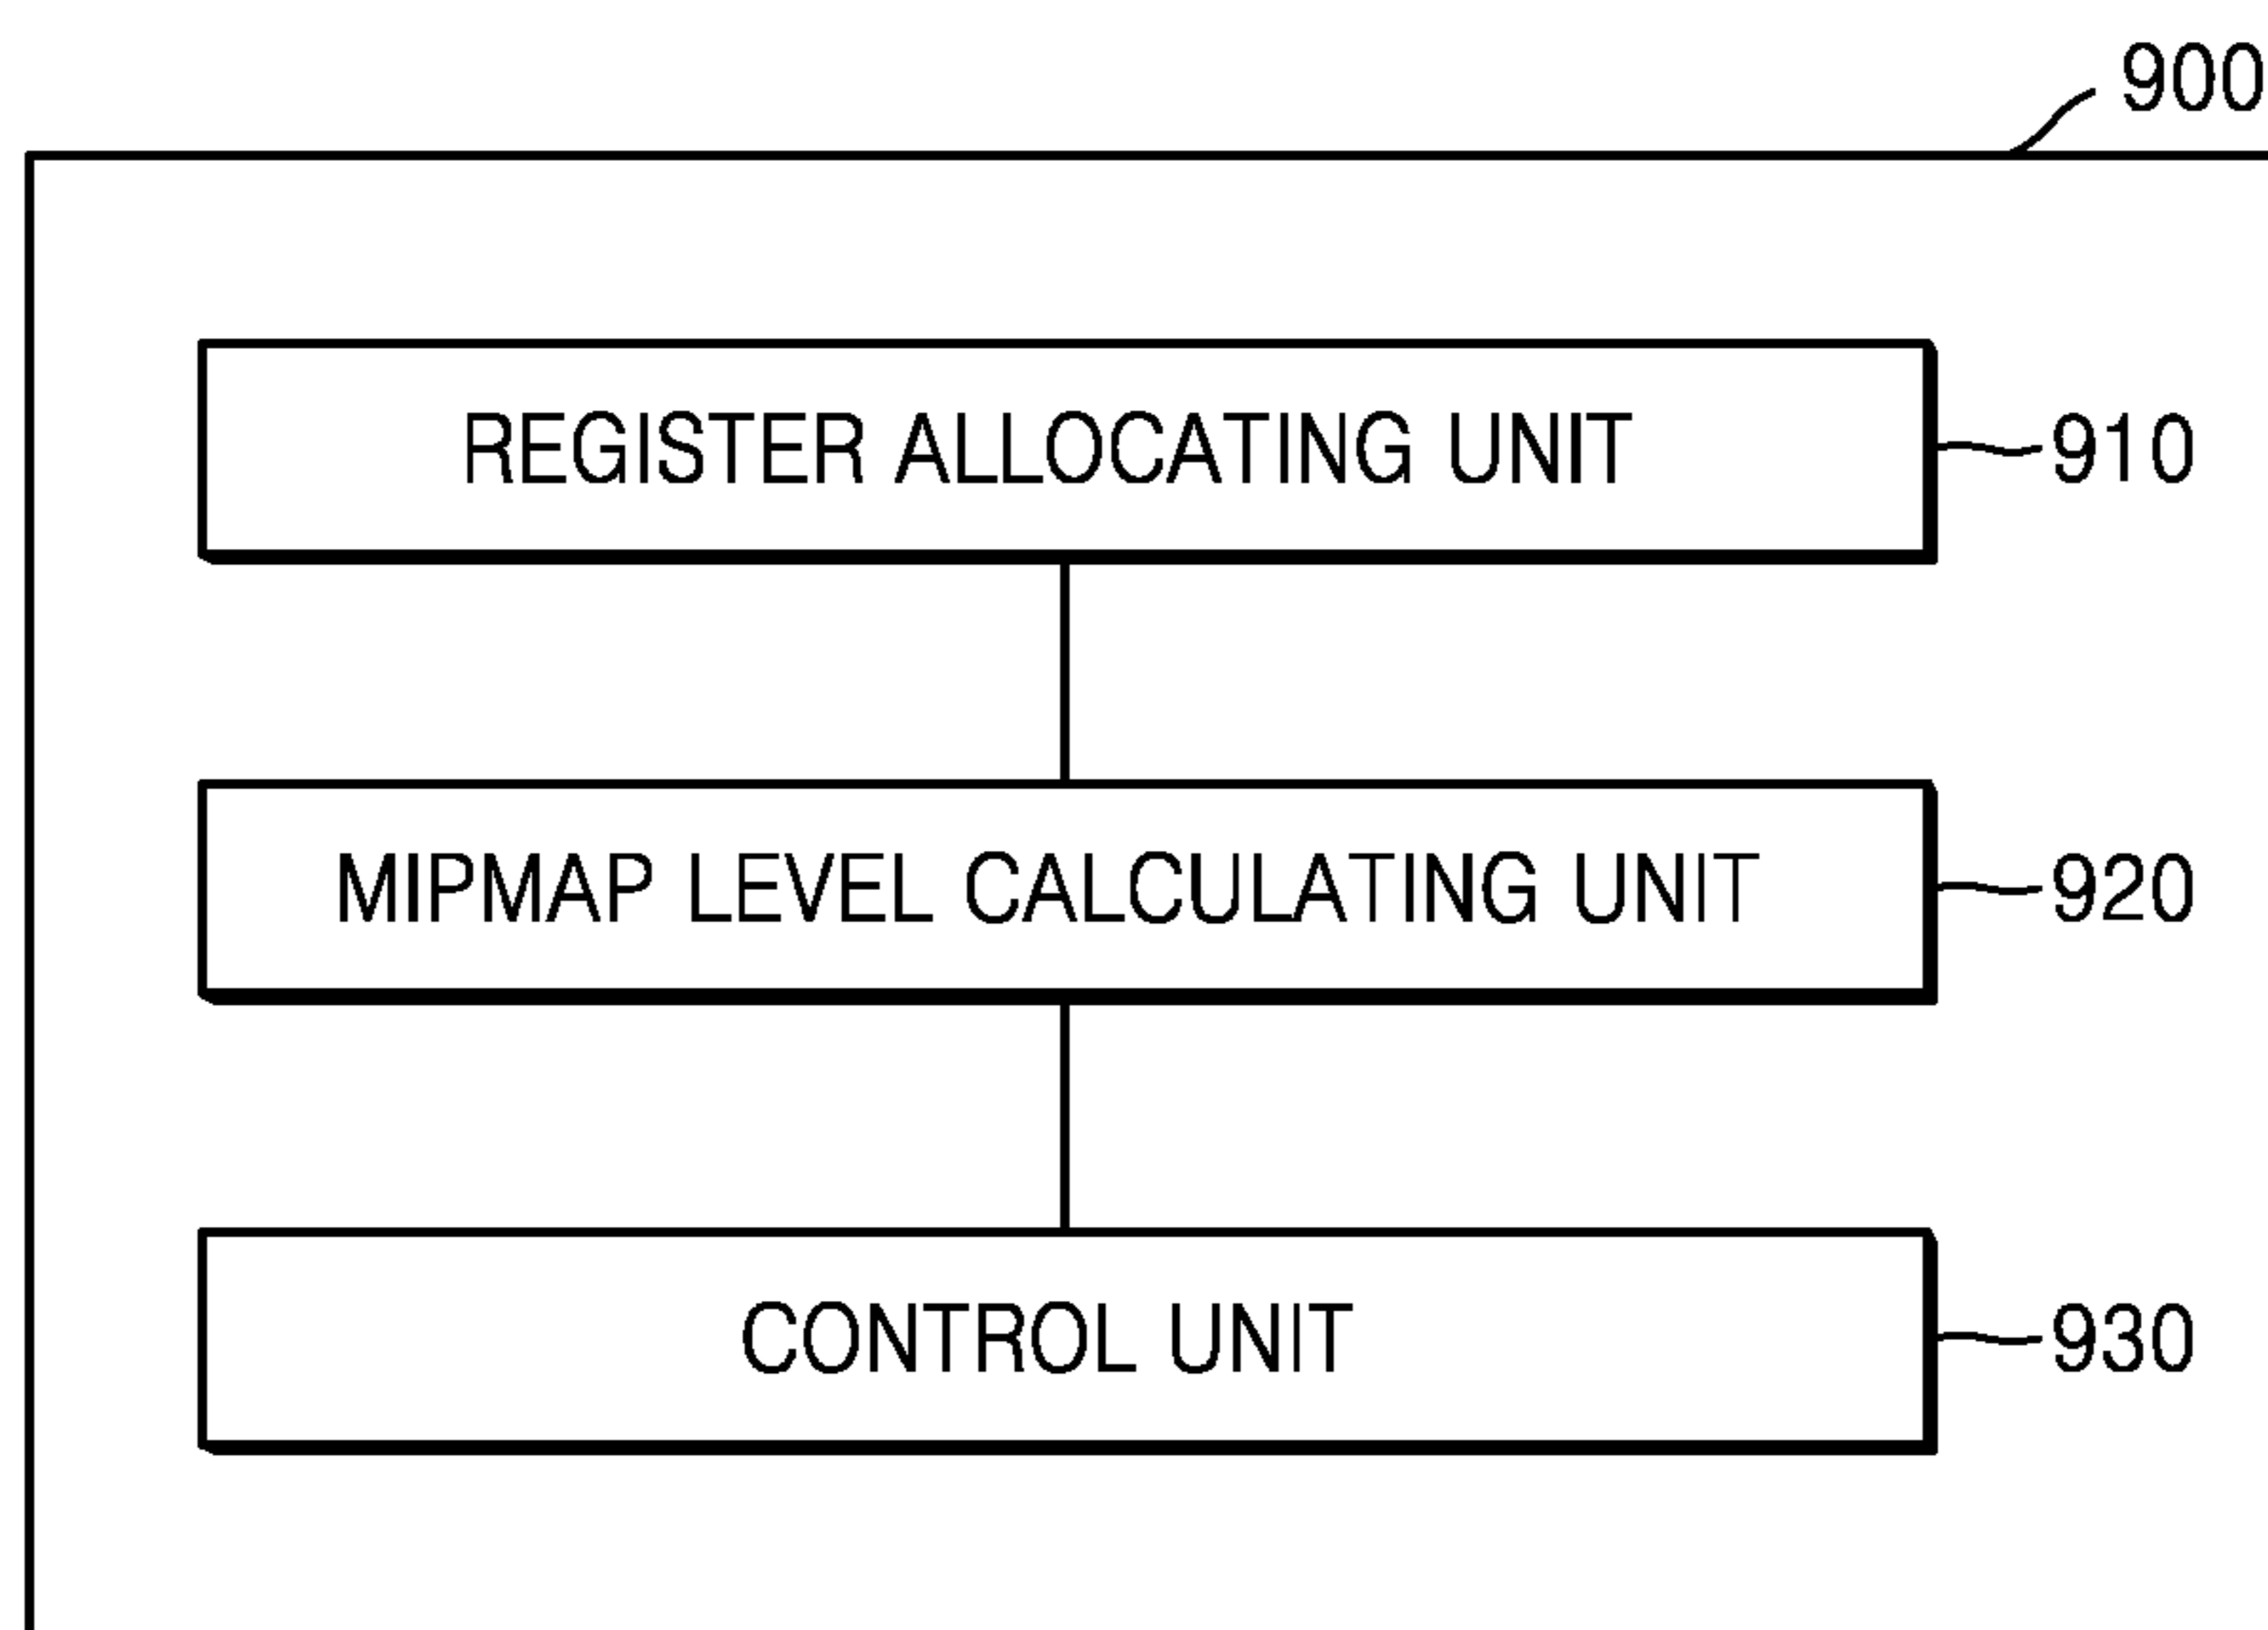 900
REGISTER ALLOCATING UNIT
910
MIPMAP LEVEL CALCULATING UNIT
920
CONTROL UNIT
930